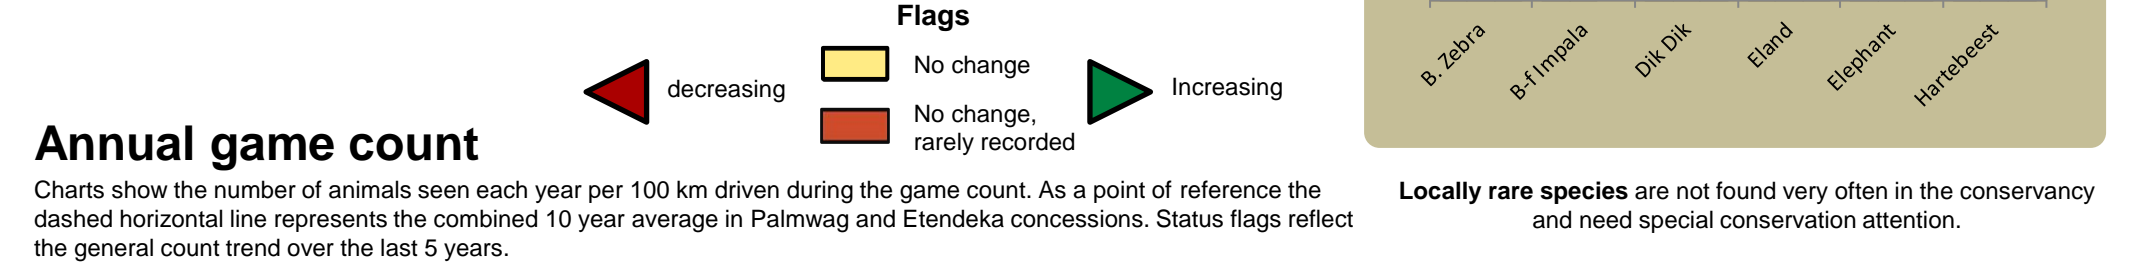 Flags
decreasing
No change
No change,
rarely recorded
Increasing
Annual game count
Charts show the number of animals seen each year per 100 km driven during the game count. As a point of reference the
dashed horizontal line represents the combined 10 year average in Palmwag and Etendeka concessions. Status flags reflect
the general count trend over the last 5 years.
B. Zebra
B-f Impala
Dik Dik
Eland
Elephant
Hartebeest
Locally rare species are not found very often in the conservancy
and need special conservation attention.